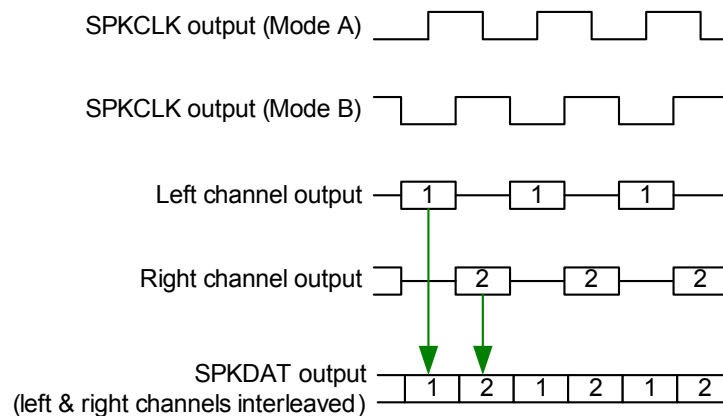 SPKCLK output (Mode A)
SPKCLK output (Mode B)
Left channel output
1 1 1
Right channel output
2 2 2
SPKDAT output
(left & right channels interleaved)
1 2 1 2 1 2